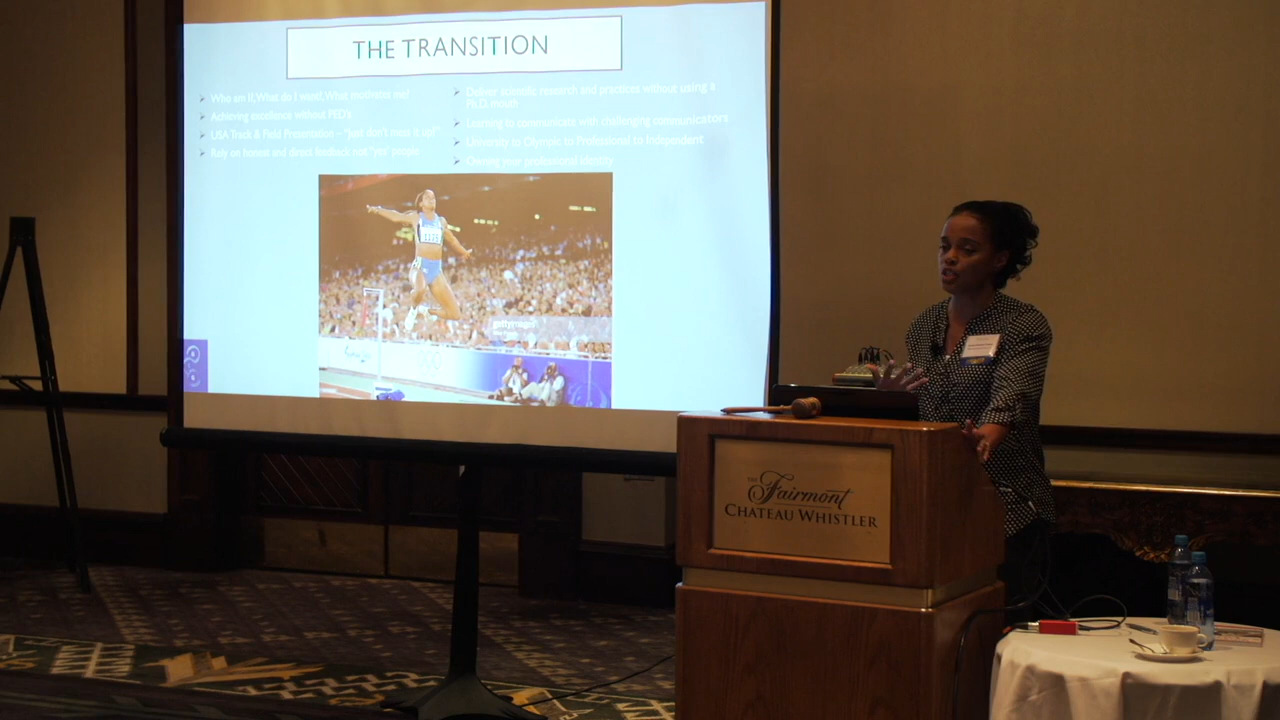 THE TRANSITION
Who am I?, What do I want?, What motivates me?
Achieving excellence without PED's
USA Track & Field Presentation – "Just don't mess it up!"
Rely on honest and direct feedback not "yes" people
Deliver scientific research and practices without using a
Ph.D. mouth
Learning to communicate with challenging communicators
University to Olympic to Professional to Independent
Owning your professional identity
gettyimages
THE
Fairmont
CHATEAU WHISTLER